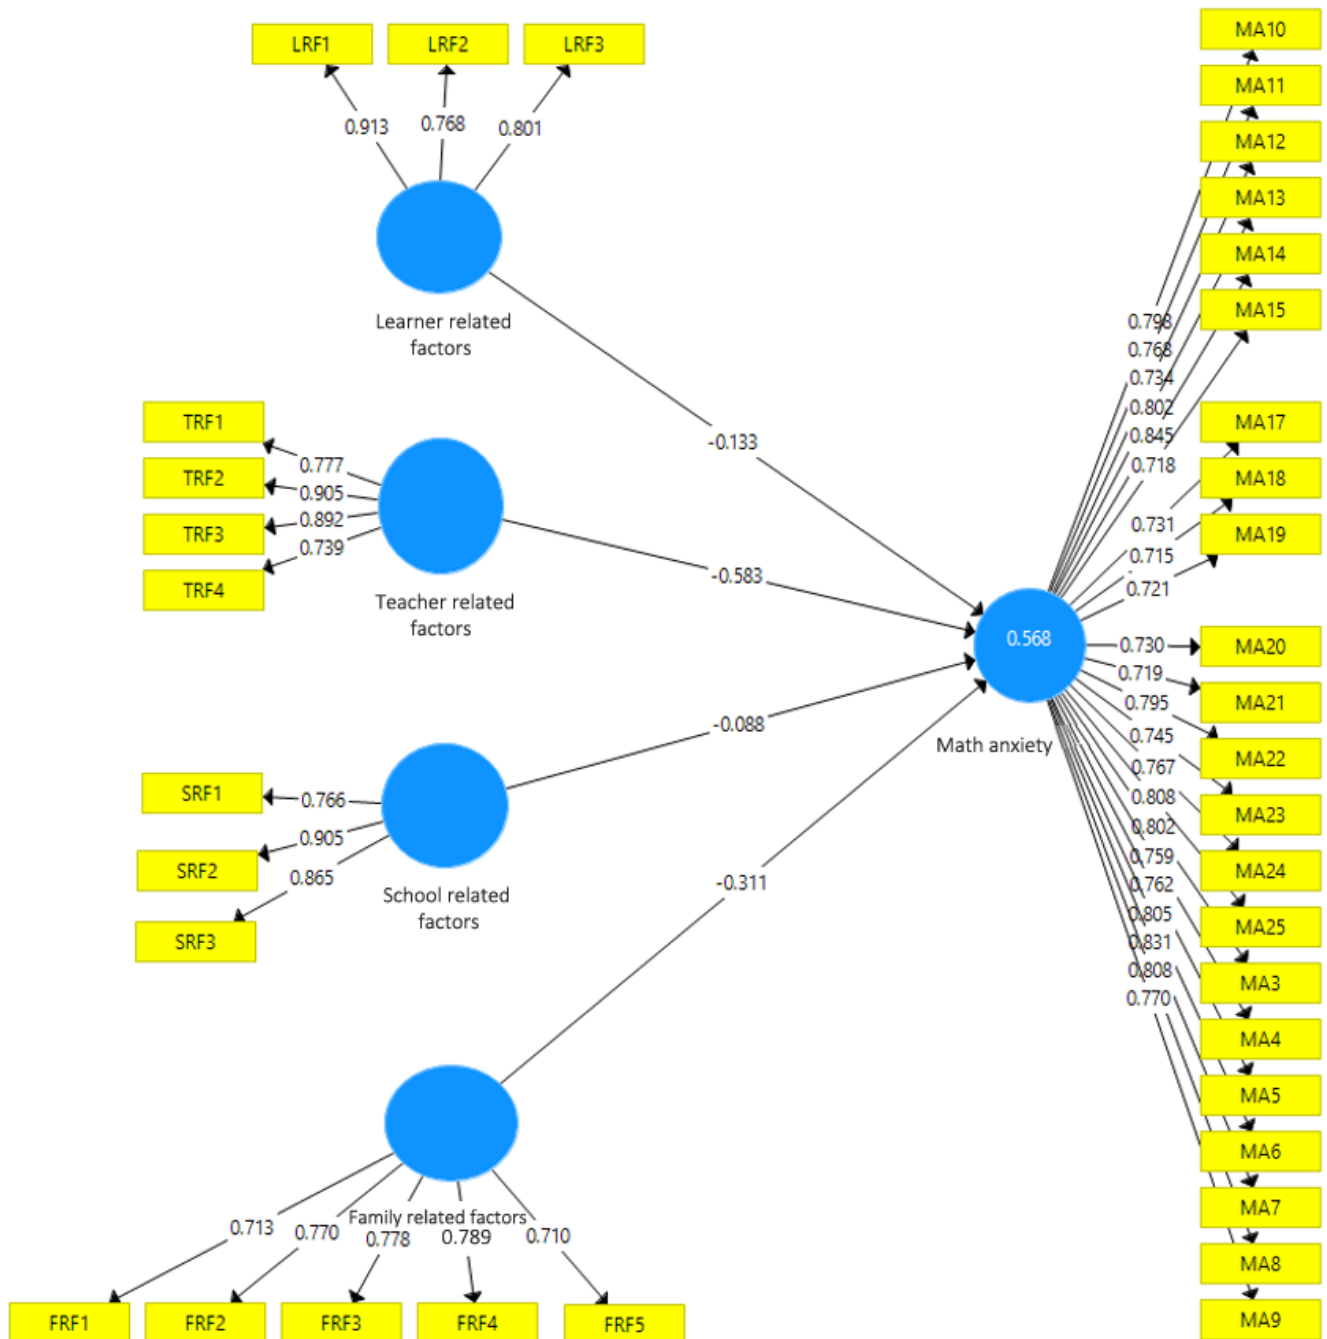 LRF1
LRF2
LRF3
0.913
0.768
0.801
Learner related
factors
TRF1
TRF2
TRF3
TRF4
0.777
0.905
0.892
0.739
Teacher related
factors
SRF1
SRF2
SRF3
0.766
0.905
0.865
School related
factors
Family related factors
0.713
0.770
0.778
0.789
0.710
FRF1
FRF2
FRF3
FRF4
FRF5
-0.133
-0.583
-0.088
-0.311
0.568
Math anxiety
0.798
0.768
0.734
0.802
0.845
0.718
0.731
0.715
0.721
0.730
0.719
0.795
0.745
0.767
0.808
0.802
0.759
0.762
0.805
0.831
0.808
0.770
MA10
MA11
MA12
MA13
MA14
MA15
MA17
MA18
MA19
MA20
MA21
MA22
MA23
MA24
MA25
MA3
MA4
MA5
MA6
MA7
MA8
MA9